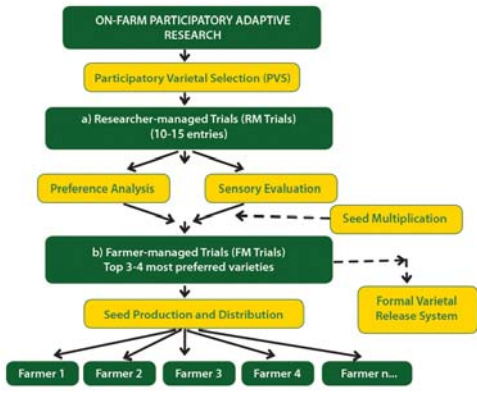 ON-FARM PARTICIPATORY ADAPTIVE
RESEARCH
Participatory Varietal Selection (PVS)
a) Researcher-managed Trials (RM Trials)
(10-15 entries)
Preference Analysis
Sensory Evaluation
Seed Multiplication
b) Farmer-managed Trials (FM Trials)
Top 3-4 most preferred varieties
Formal Varietal
Release System
Seed Production and Distribution
Farmer 1
Farmer 2
Farmer 3
Farmer 4
Farmer n...